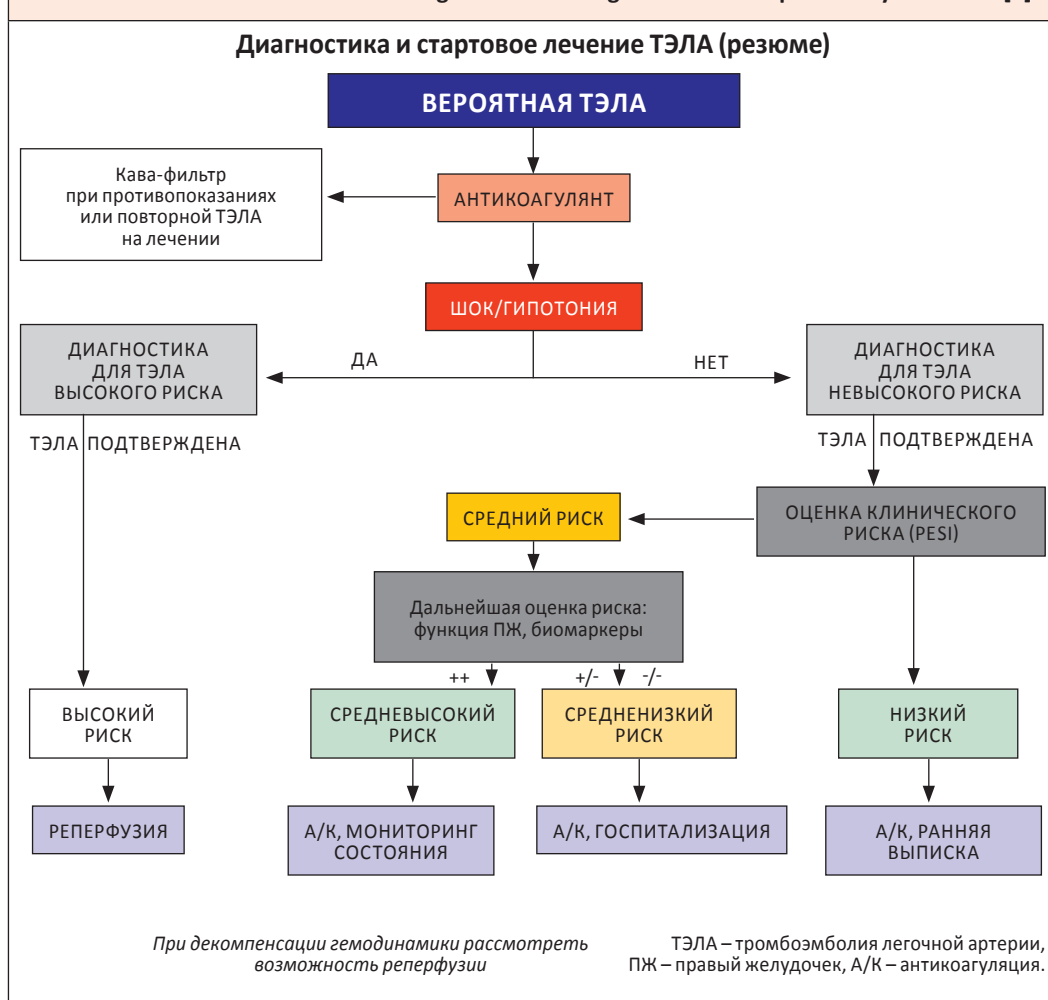 Диагностика и стартовое лечение ТЭЛА (резюме)
ВЕРОЯТНАЯ ТЭЛА
Кава-фильтр
при противопоказаниях
или повторной ТЭЛА
на лечении
АНТИКОАГУЛЯНТ
ШОК/ГИПОТОНИЯ
ДА
НЕТ
ДИАГНОСТИКА
ДЛЯ ТЭЛА
ВЫСОКОГО РИСКА
ДИАГНОСТИКА
ДЛЯ ТЭЛА
НЕВЫСОКОГО РИСКА
ТЭЛА ПОДТВЕРЖДЕНА
ТЭЛА ПОДТВЕРЖДЕНА
СРЕДНИЙ РИСК
ОЦЕНКА КЛИНИЧЕСКОГО
РИСКА (PESI)
Дальнейшая оценка риска:
функция ПЖ, биомаркеры
++
+/-
-/-
ВЫСОКИЙ
РИСК
СРЕДНЕВЫСОКИЙ
РИСК
СРЕДНЕНИЗКИЙ
РИСК
НИЗКИЙ
РИСК
РЕПЕРФУЗИЯ
А/К, МОНИТОРИНГ
СОСТОЯНИЯ
А/К, ГОСПИТАЛИЗАЦИЯ
А/К, РАННЯЯ
ВЫПИСКА
При декомпенсации гемодинамики рассмотреть
возможность реперфузии
ТЭЛА – тромбоэмболия легочной артерии,
ПЖ – правый желудочек, А/К – антикоагуляция.